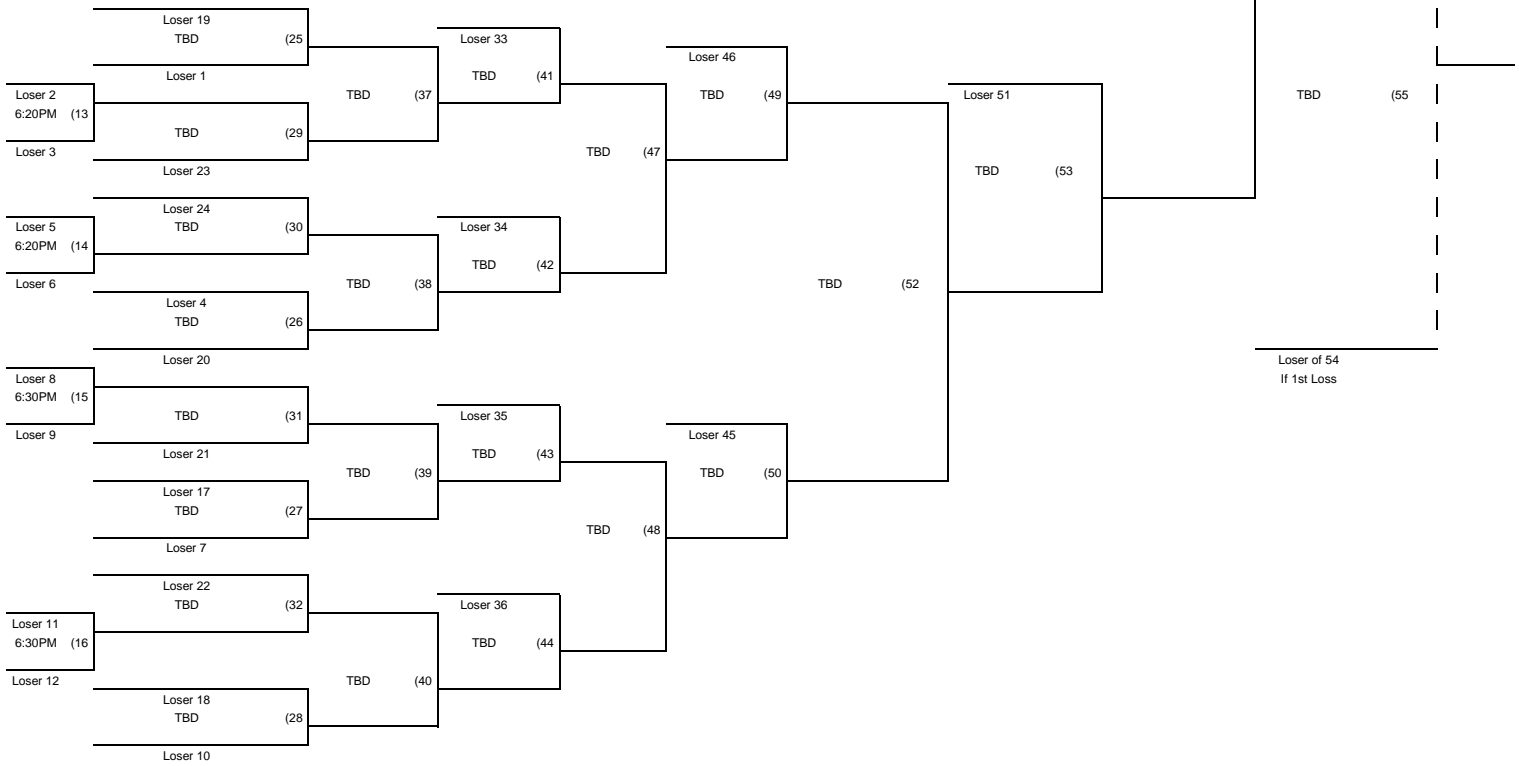 Loser 19
TBD (25
Loser 1
Loser 2
6:20PM (13
Loser 3
TBD (29
Loser 23
Loser 24
TBD (30
Loser 5
6:20PM (14
Loser 6
Loser 4
TBD (26
Loser 20
Loser 8
6:30PM (15
Loser 9
TBD (31
Loser 21
Loser 17
TBD (27
Loser 7
Loser 22
TBD (32
Loser 11
6:30PM (16
Loser 12
Loser 18
TBD (28
Loser 10
TBD (37
TBD (38
TBD (39
TBD (40
Loser 33
TBD (41
Loser 34
TBD (42
Loser 35
TBD (43
Loser 36
TBD (44
TBD (47
TBD (48
Loser 46
TBD (49
Loser 45
TBD (50
TBD (52
Loser 51
TBD (53
TBD (55
Loser of 54
If 1st Loss